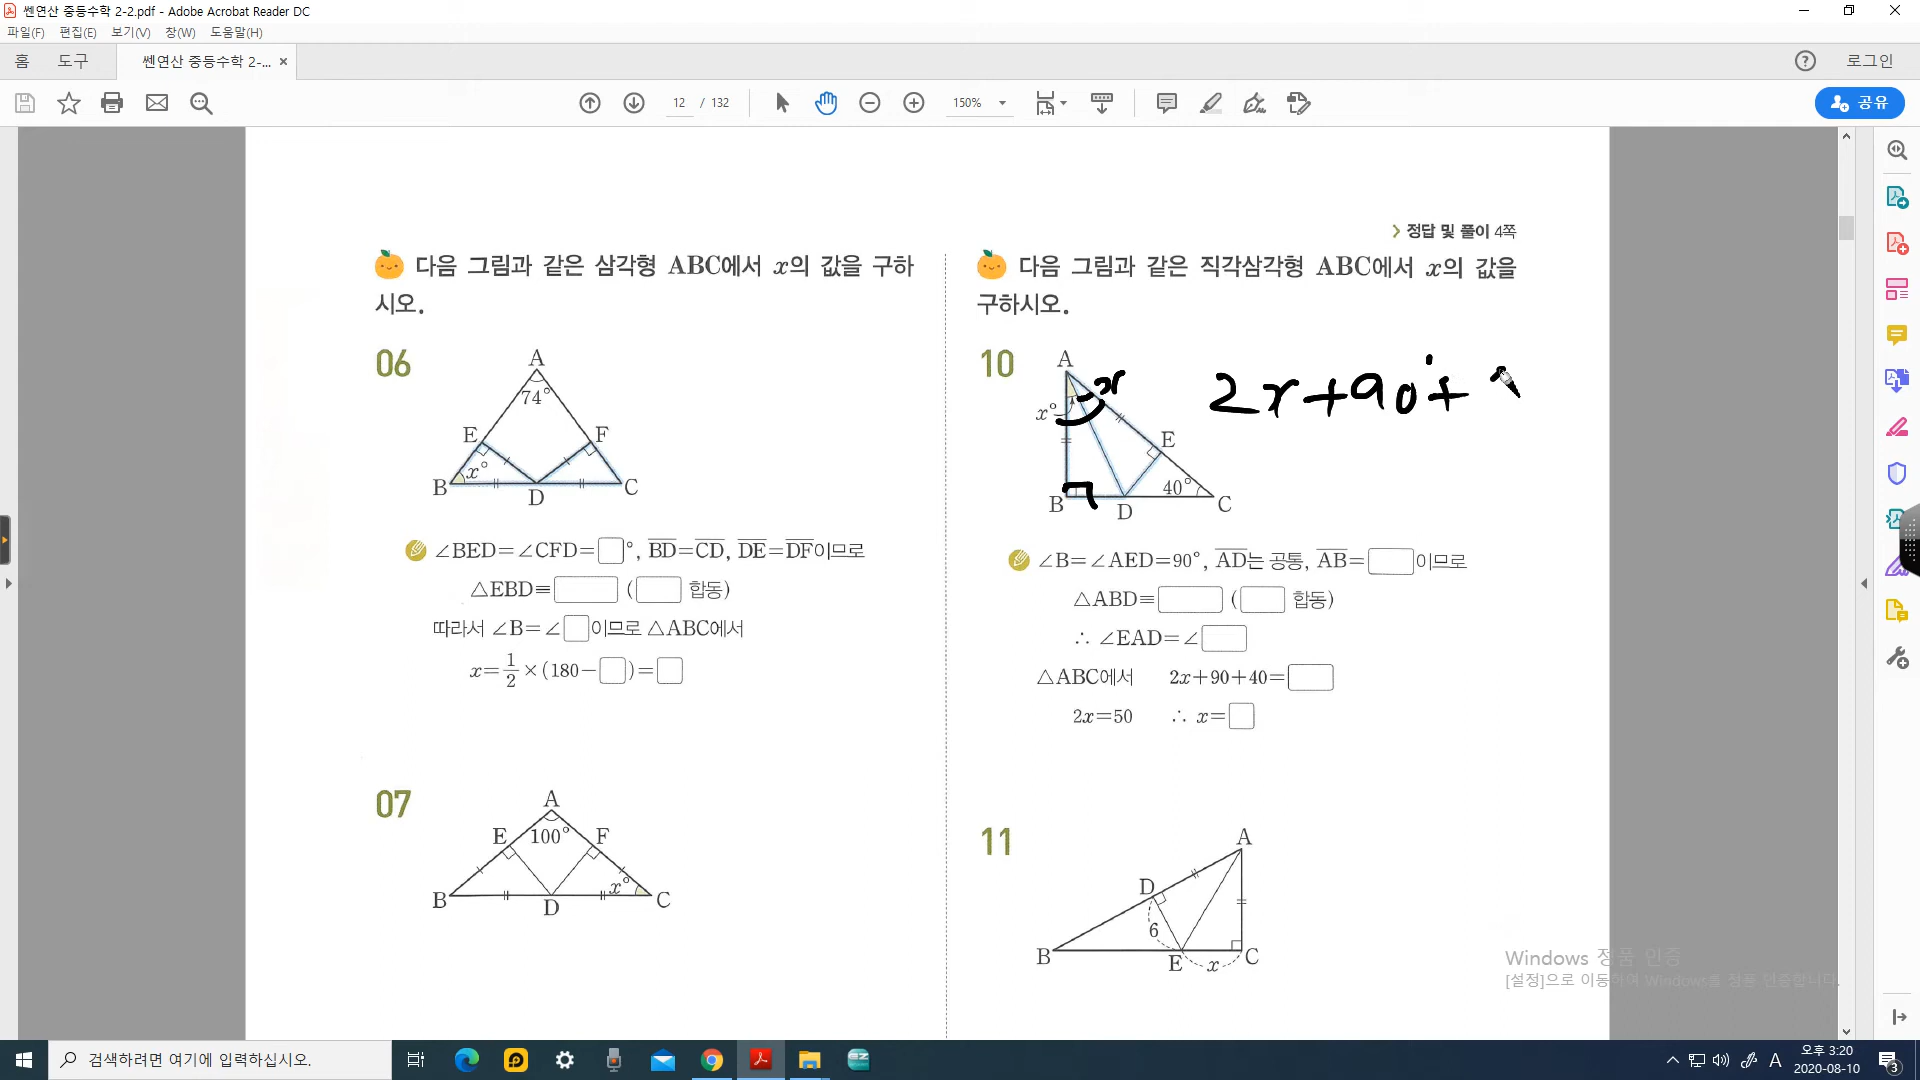 쎈연산 중등수학 2-2.pdf - Adobe Acrobat Reader DC
파일(F) 편집(E) 보기(V) 창(W) 도움말(H)
홈 도구 쎈연산 중등수학 2-... × 로그인
12 / 132 150% 공유
정답 및 풀이 4쪽
다음 그림과 같은 삼각형 ABC에서 x의 값을 구하
시오.
06
A
74°
E F
x°
B D C
∠BED=∠CFD=□°, BD=CD, DE=DF이므로
△EBD≡□ (□ 합동)
따라서 ∠B=∠□이므로 △ABC에서
x=1/2×(180-□)=□
07
A
E 100° F
x°
B D C
다음 그림과 같은 직각삼각형 ABC에서 x의 값을
구하시오.
10
A
x 2x+90°+
x°
E
40°
B D C
∠B=∠AED=90°, AD는 공통, AB=□이므로
△ABD≡□ (□ 합동)
∴ ∠EAD=∠□
△ABC에서 2x+90+40=□
2x=50 ∴ x=□
11
A
D
6
B E x C
Windows 정품 인증
[설정]으로 이동하여 Windows를 정품 인증합니다.
검색하려면 여기에 입력하십시오.
A 오후 3:20
2020-08-10 3